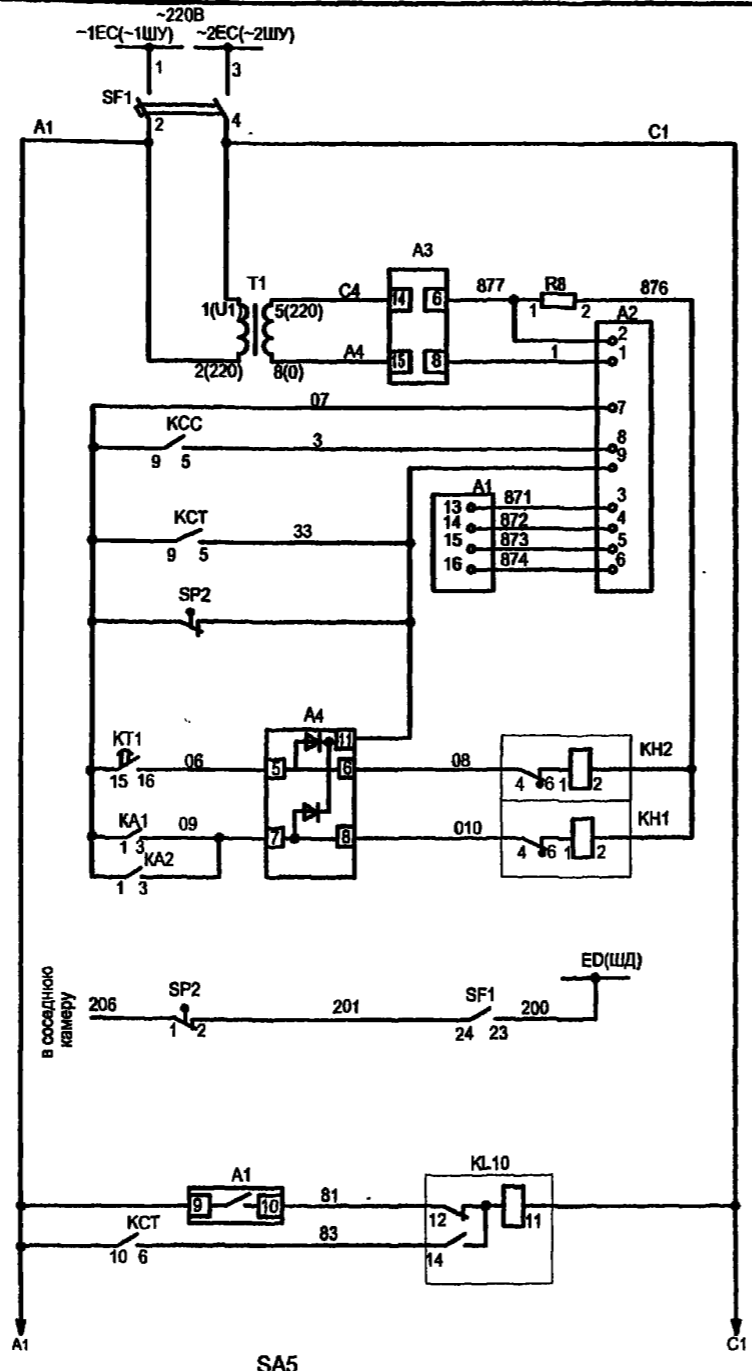 ~220В
~1ЕС(~1ШУ) ~2ЕС(~2ШУ)
1 3
SF1
2 4
A1 C1
A3
T1
1(U1) 5(220) C4 14 6 877 R8 876
1 2
A2
2(220) 8(0) A4 15 8 1
2
1
07 7
KCC
9 5 3 8
9
A1
13 871 3
14 872 4
15 873 5
16 874 6
KCT
9 5 33
SP2
A4
11
KT1
15 16 06 5 6 08 4 6 1 2 KH2
KA1
1 3 09 7 8 010 4 6 1 2 KH1
KA2
1 3
ED(ШД)
в соседнюю
камеру
206 SP2 201 SF1 200
1 2 24 23
KL10
A1
9 10 81 12 11
KCT
10 6 83 14
A1 C1
SA5